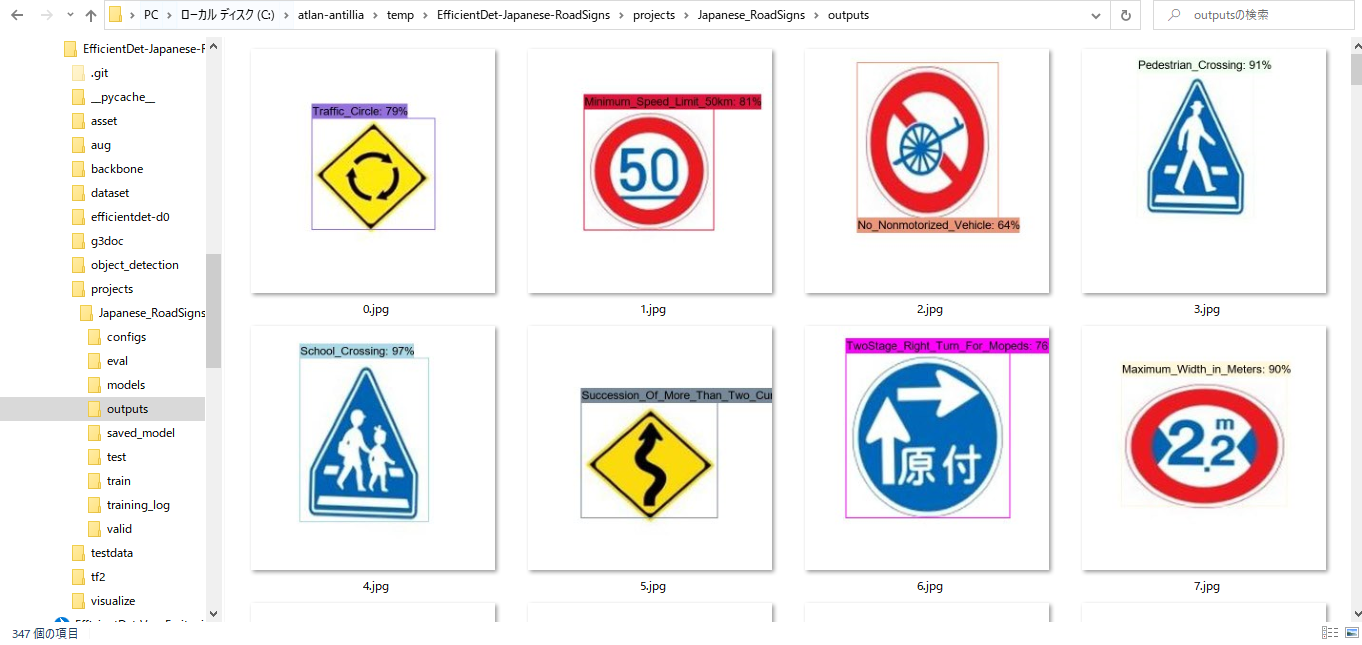 PC > ローカル ディスク (C:) > atlan-antillia > temp > EfficientDet-Japanese-RoadSigns > projects > Japanese_RoadSigns > outputs
outputsの検索
EfficientDet-Japanese-R
.git
__pycache__
asset
aug
backbone
dataset
efficientdet-d0
g3doc
object_detection
projects
Japanese_RoadSigns
configs
eval
models
outputs
saved_model
test
train
training_log
valid
testdata
tf2
visualize
Traffic_Circle: 79%
0.jpg
Minimum_Speed_Limit_50km: 81%
50
1.jpg
No_Nonmotorized_Vehicle: 64%
2.jpg
Pedestrian_Crossing: 91%
3.jpg
School_Crossing: 97%
4.jpg
Succession_Of_More_Than_Two_Cur
5.jpg
TwoStage_Right_Turn_For_Mopeds: 76
原付
6.jpg
Maximum_Width_in_Meters: 90%
2.2m
7.jpg
347 個の項目